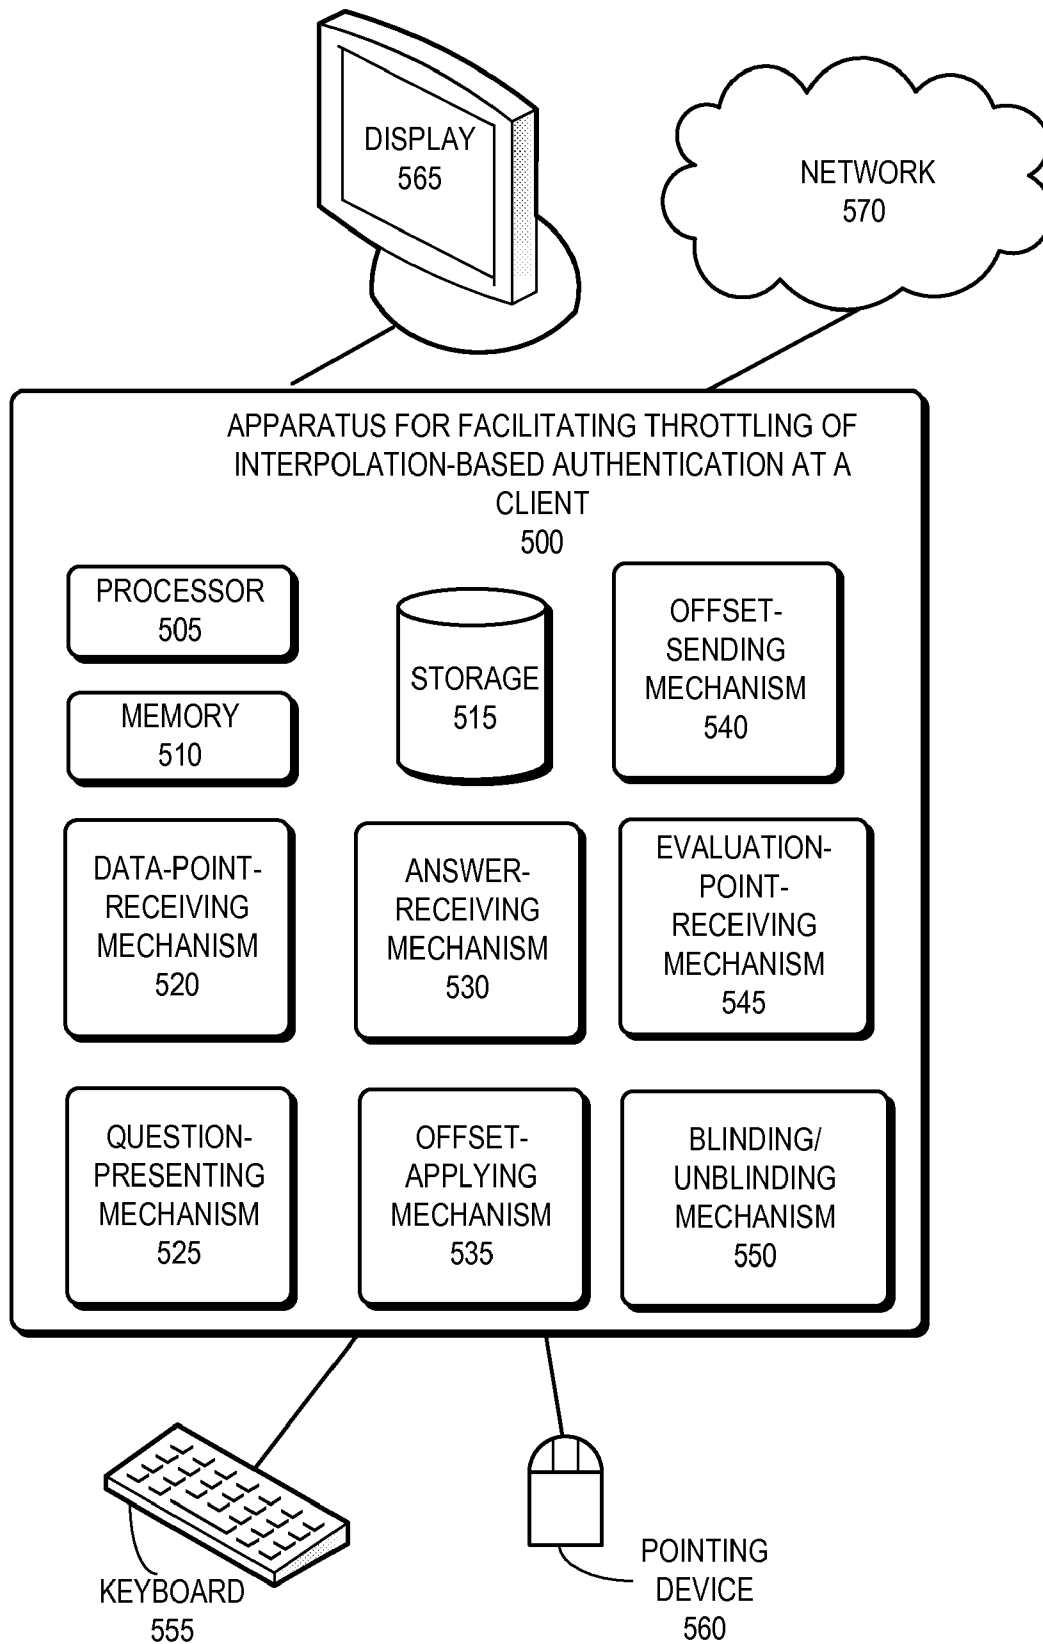 DISPLAY
565
NETWORK
570
APPARATUS FOR FACILITATING THROTTLING OF
INTERPOLATION-BASED AUTHENTICATION AT A
CLIENT
500
PROCESSOR
505
MEMORY
510
STORAGE
515
OFFSET-
SENDING
MECHANISM
540
DATA-POINT-
RECEIVING
MECHANISM
520
ANSWER-
RECEIVING
MECHANISM
530
EVALUATION-
POINT-
RECEIVING
MECHANISM
545
QUESTION-
PRESENTING
MECHANISM
525
OFFSET-
APPLYING
MECHANISM
535
BLINDING/
UNBLINDING
MECHANISM
550
KEYBOARD
555
POINTING
DEVICE
560